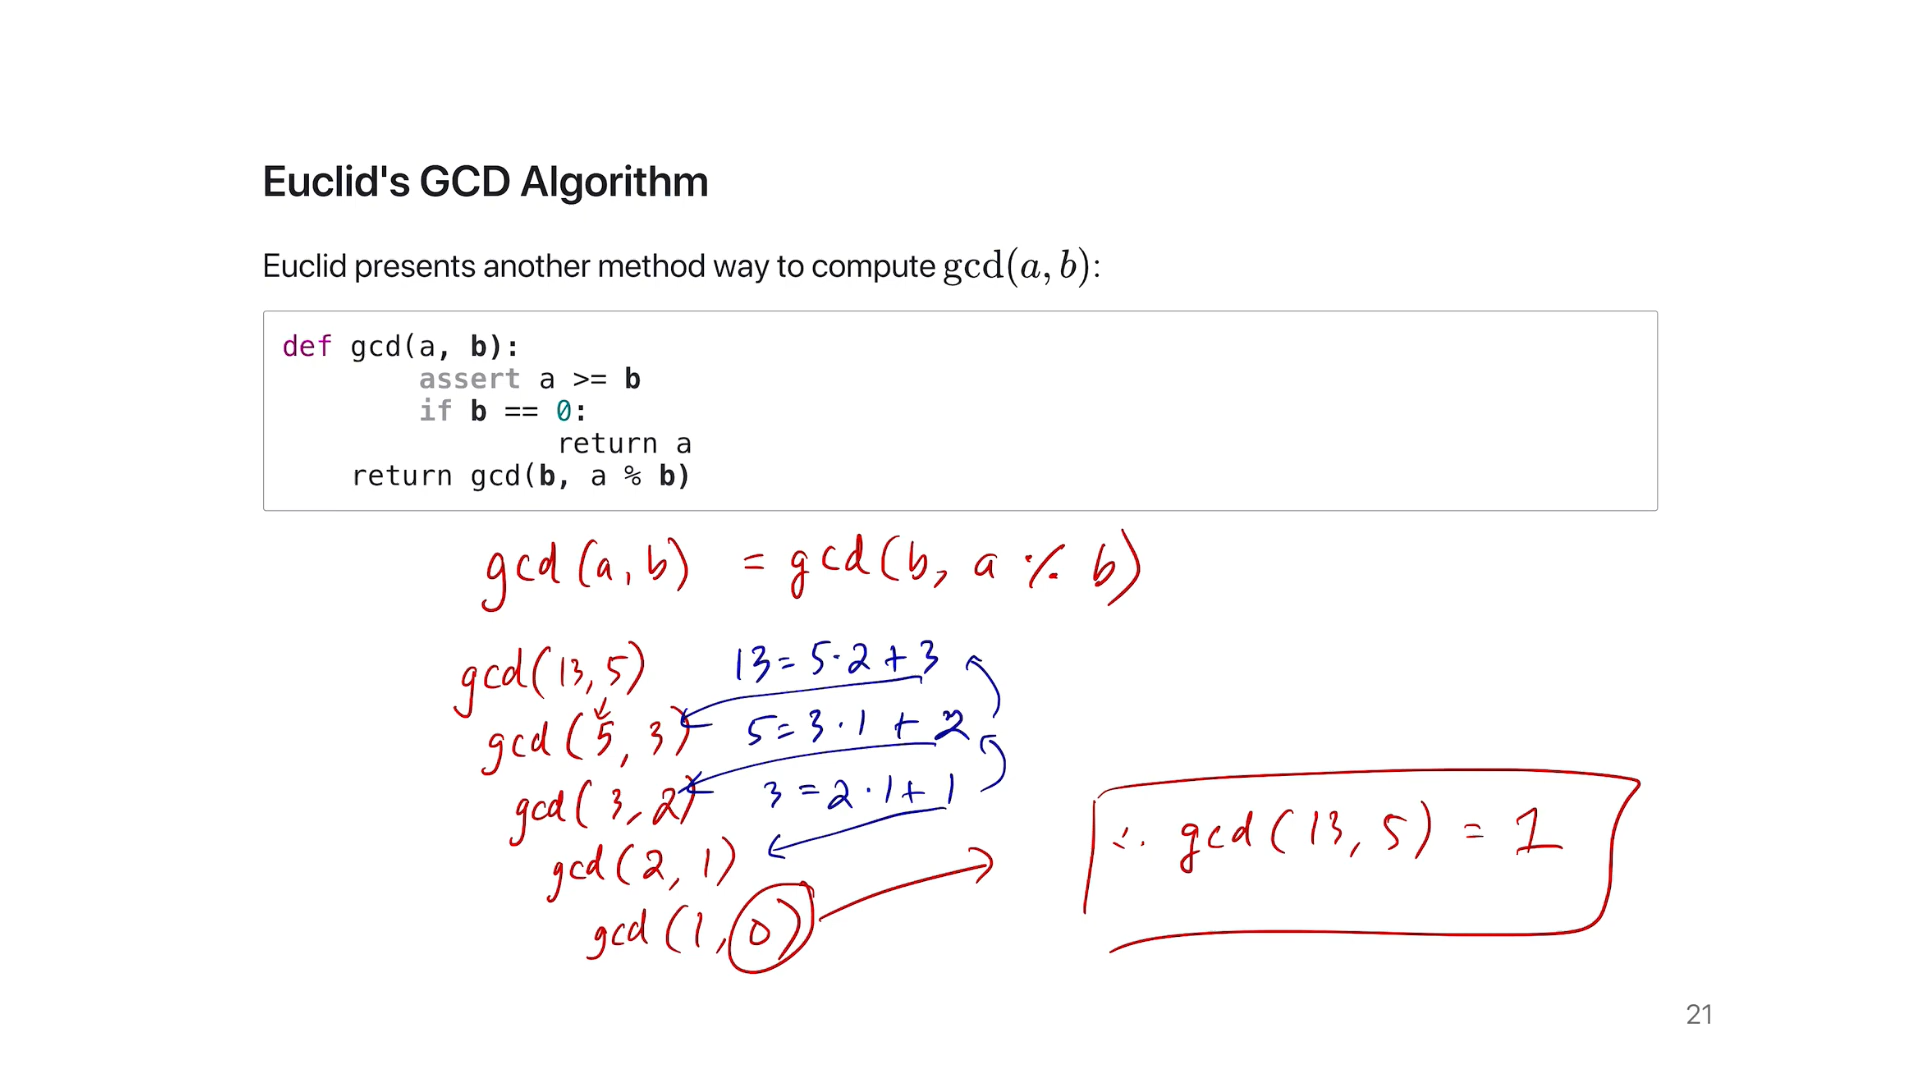 Euclid's GCD Algorithm
Euclid presents another method way to compute gcd(a, b):
def gcd(a, b):
assert a >= b
if b == 0:
return a
return gcd(b, a % b)
gcd(a, b) = gcd(b, a % b)
gcd(13, 5) 13 = 5·2 + 3
gcd(5, 3) 5 = 3·1 + 2
gcd(3, 2) 3 = 2·1 + 1
gcd(2, 1)
gcd(1, 0)
∴ gcd(13, 5) = 1
21